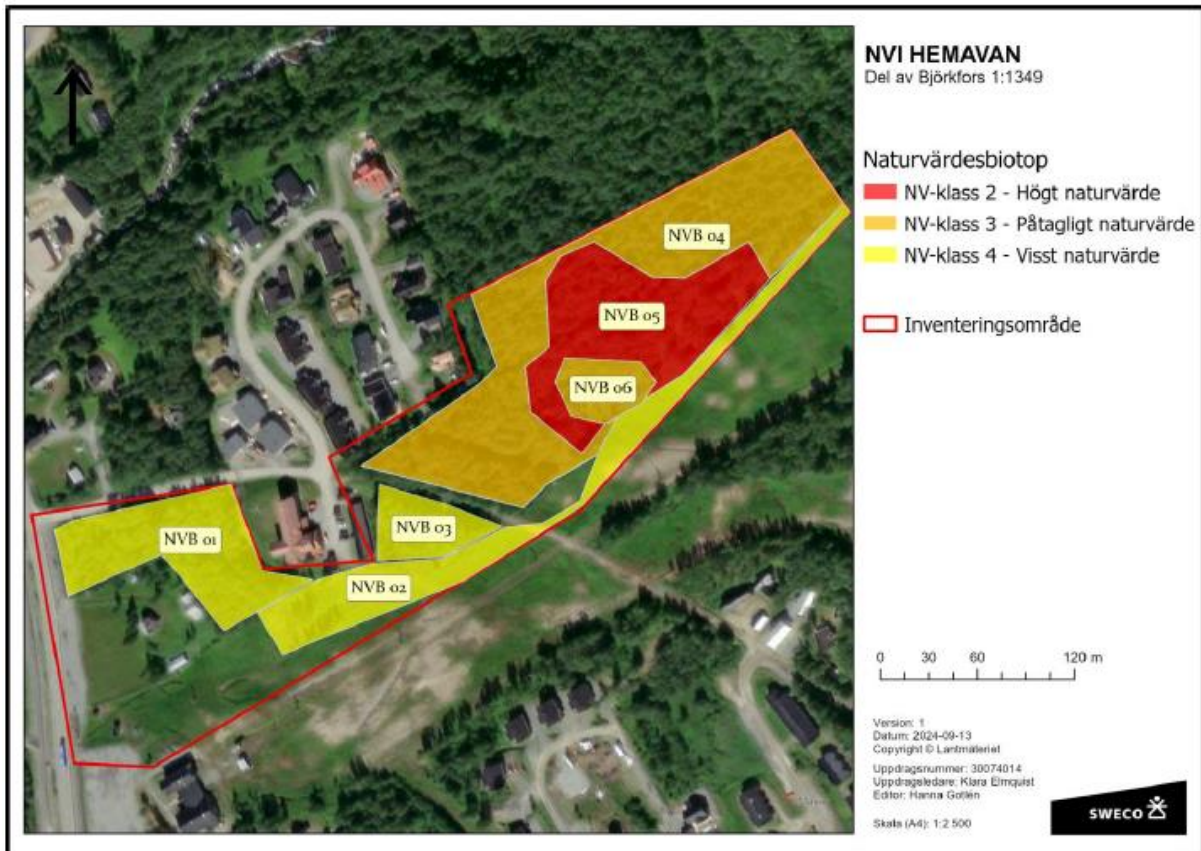 NVI HEMAVAN
Del av Björkfors 1:1349
Naturvärdesbiotop
NV-klass 2 - Högt naturvärde
NV-klass 3 - Påtagligt naturvärde
NV-klass 4 - Visst naturvärde
Inventeringsområde
NVB 04
NVB 05
NVB 06
NVB 03
NVB 01
NVB 02
0 30 60 120 m
Version: 1
Datum: 2024-09-13
Copyright © Lantmäteriet
Uppdragsnummer: 30074014
Uppdragsledare: Klara Elmquist
Editor: Hanna Gotlén
Skala (A4): 1:2 500
SWECO